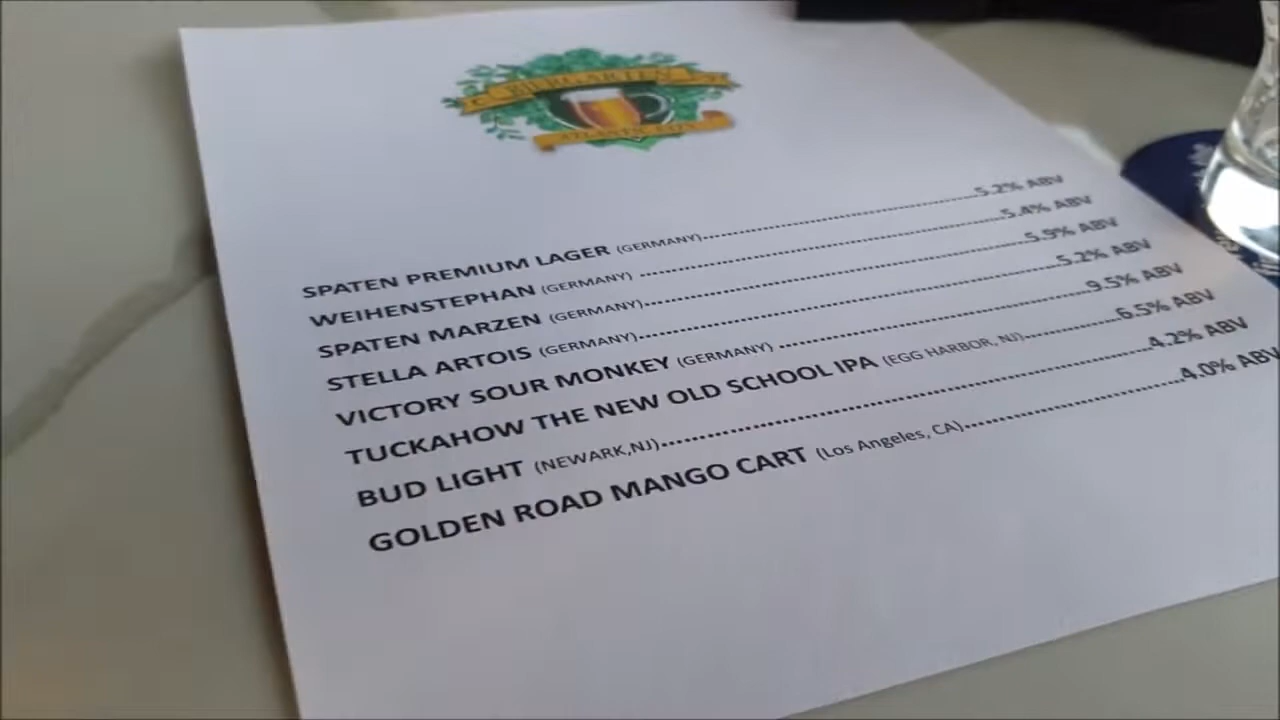 BIERGARTEN
ATLANTIC CITY
SPATEN PREMIUM LAGER (GERMANY)..........5.2% ABV
WEIHENSTEPHAN (GERMANY) ..........5.4% ABV
SPATEN MARZEN (GERMANY)..........5.9% ABV
STELLA ARTOIS (GERMANY)..........5.2% ABV
VICTORY SOUR MONKEY (GERMANY) ..........9.5% ABV
TUCKAHOW THE NEW OLD SCHOOL IPA (EGG HARBOR, NJ)..........6.5% ABV
BUD LIGHT (NEWARK,NJ)..........4.2% ABV
GOLDEN ROAD MANGO CART (Los Angeles, CA)..........4.0% ABV